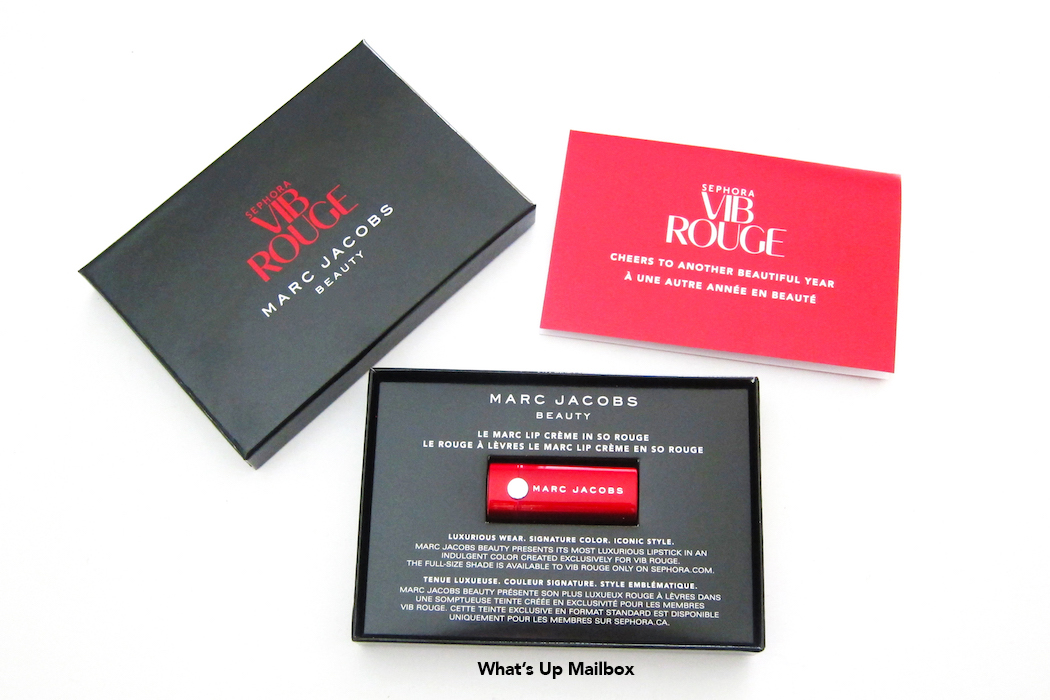 SEPHORA
VIB
ROUGE
MARC JACOBS
BEAUTY
SEPHORA
VIB
ROUGE
CHEERS TO ANOTHER BEAUTIFUL YEAR
À UNE AUTRE ANNÉE EN BEAUTÉ
MARC JACOBS
BEAUTY
LE MARC LIP CRÈME IN SO ROUGE
LE ROUGE À LÈVRES LE MARC LIP CRÈME EN SO ROUGE
MARC JACOBS
LUXURIOUS WEAR. SIGNATURE COLOR. ICONIC STYLE.
MARC JACOBS BEAUTY PRESENTS ITS MOST LUXURIOUS LIPSTICK IN AN
INDULGENT COLOR CREATED EXCLUSIVELY FOR VIB ROUGE.
THE FULL-SIZE SHADE IS AVAILABLE TO VIB ROUGE ONLY ON SEPHORA.COM.
TENUE LUXUEUSE. COULEUR SIGNATURE. STYLE EMBLÉMATIQUE.
MARC JACOBS BEAUTY PRÉSENTE SON PLUS LUXUEUX ROUGE À LÈVRES DANS
UNE SOMPTUEUSE TEINTE CRÉÉE EN EXCLUSIVITÉ POUR LES MEMBRES
VIB ROUGE. CETTE TEINTE EXCLUSIVE EN FORMAT STANDARD EST DISPONIBLE
UNIQUEMENT POUR LES MEMBRES SUR SEPHORA.CA.
What's Up Mailbox